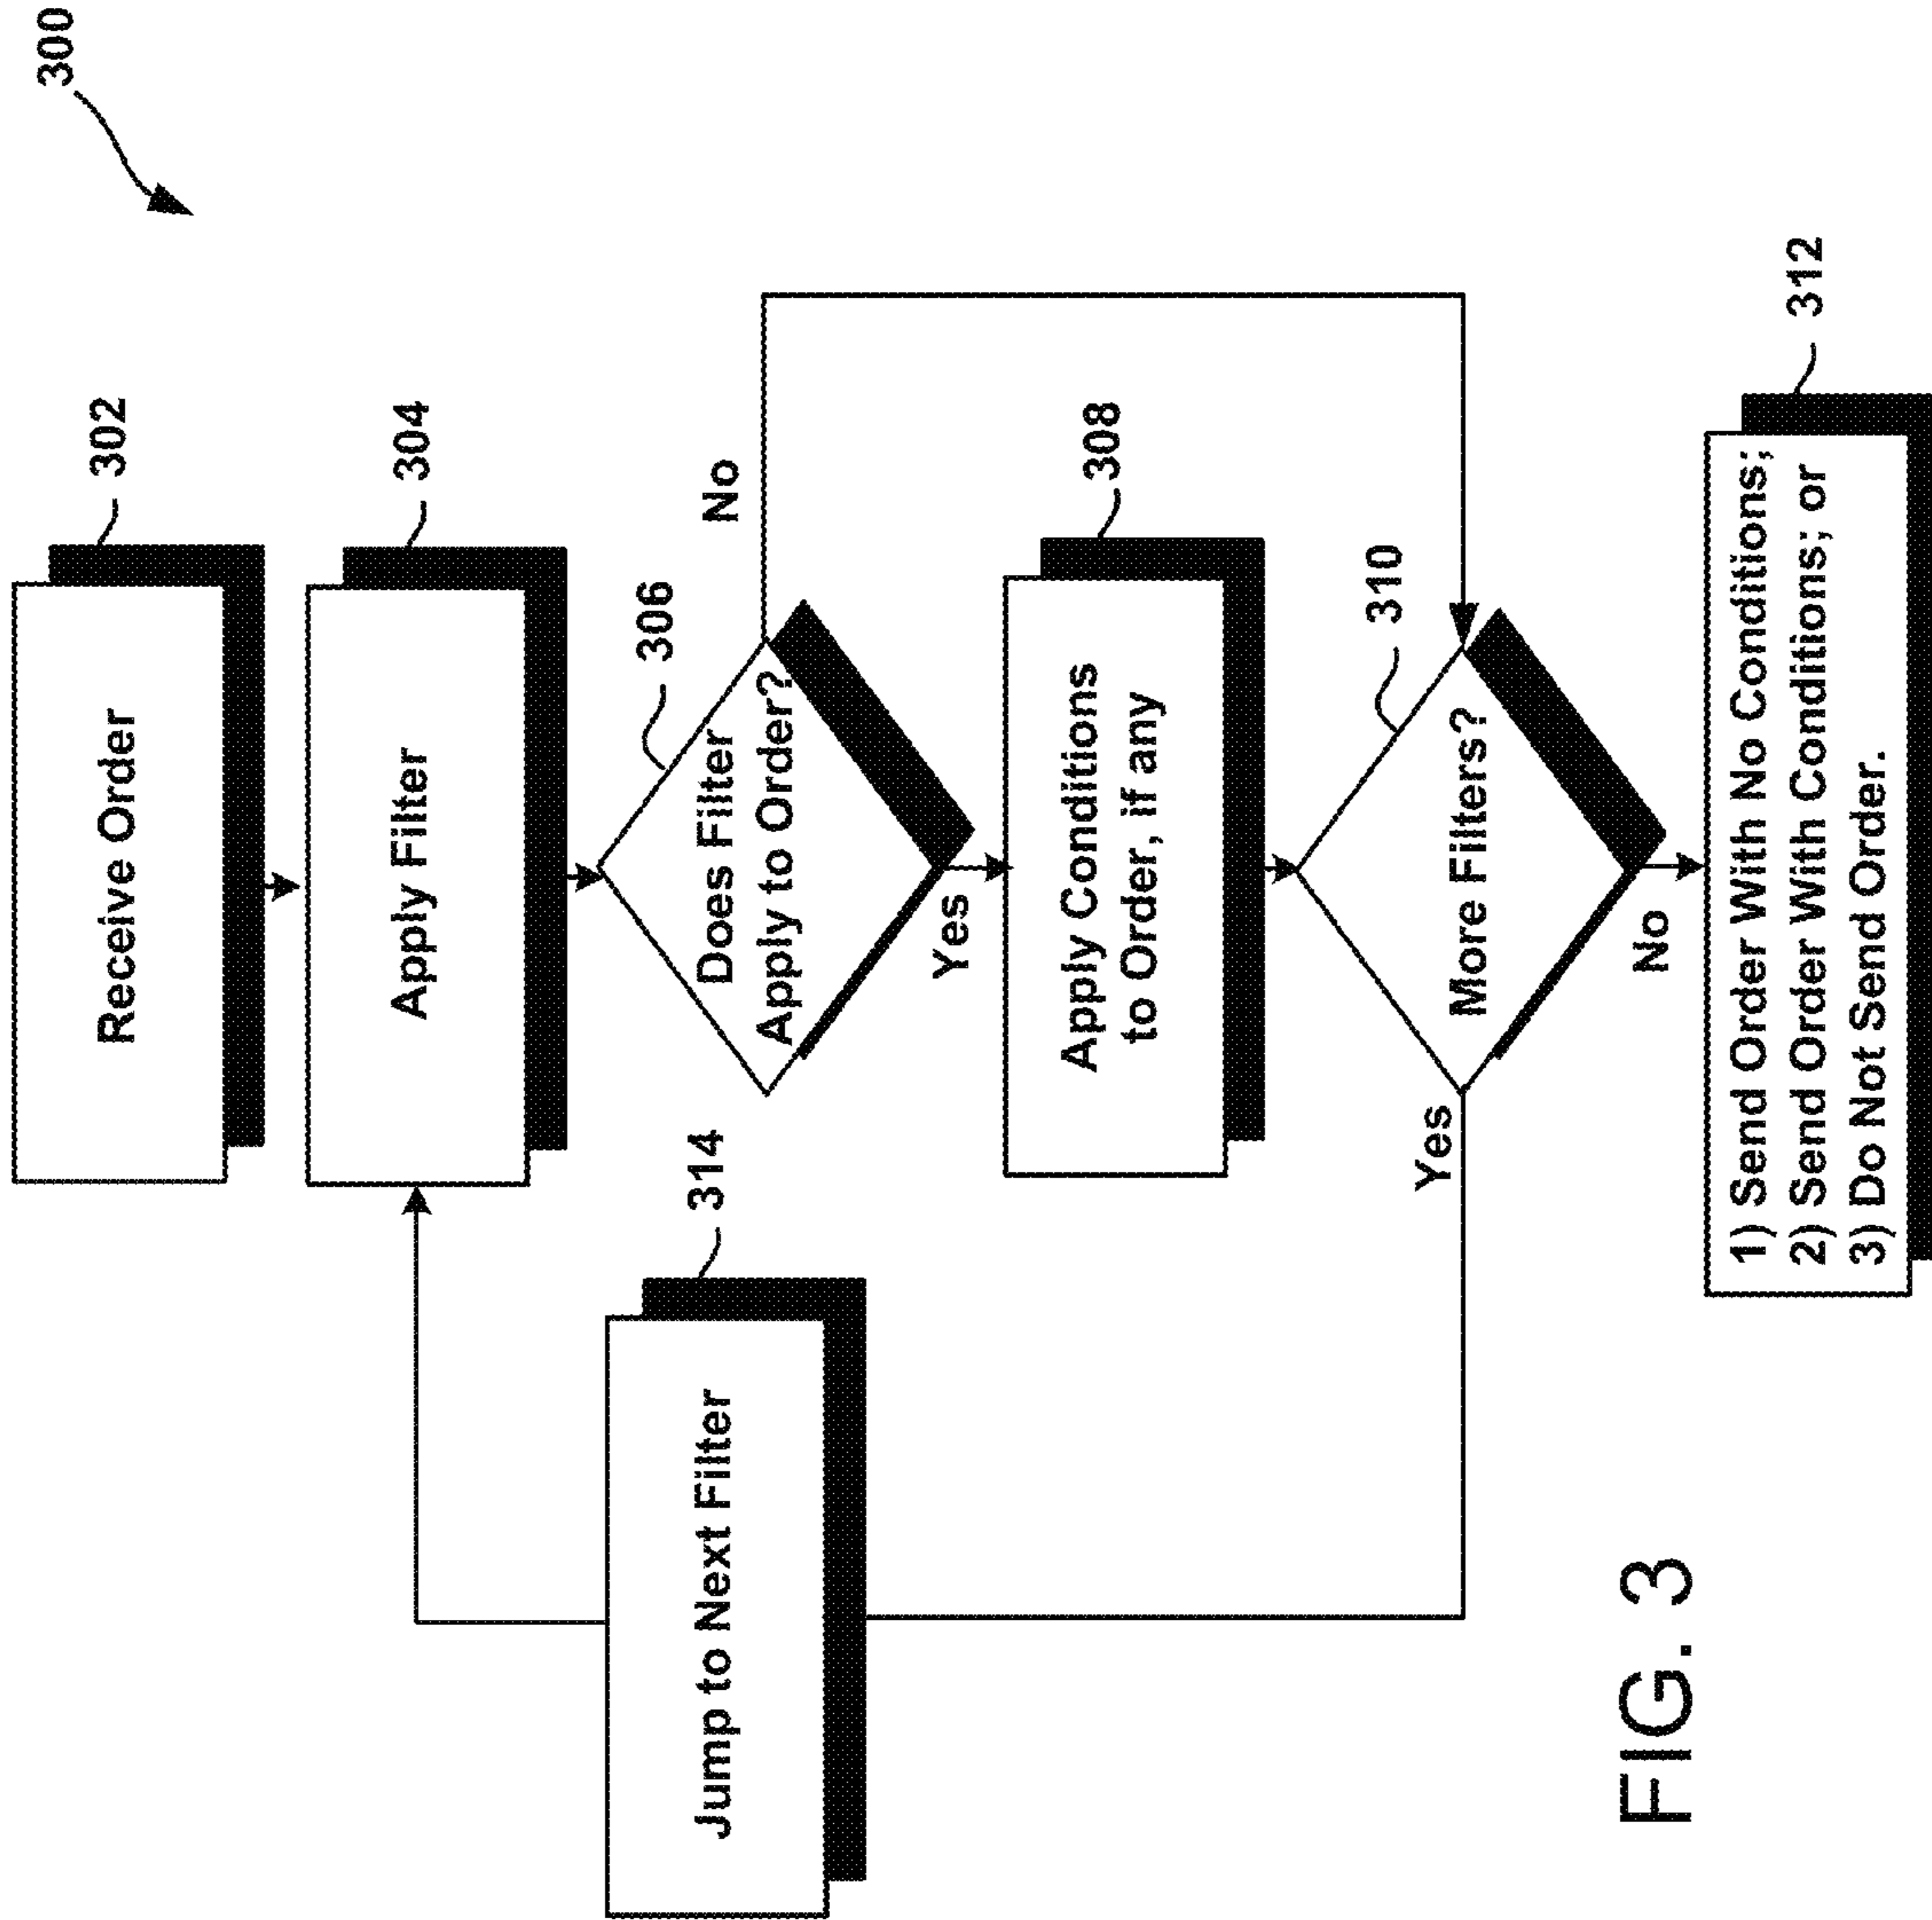 300
Receive Order
302
Apply Filter
304
Does Filter
Apply to Order?
306
No
Yes
Apply Conditions
to Order, if any
308
More Filters?
310
Yes
No
Jump to Next Filter
314
1) Send Order With No Conditions;
2) Send Order With Conditions; or
3) Do Not Send Order.
312
FIG. 3